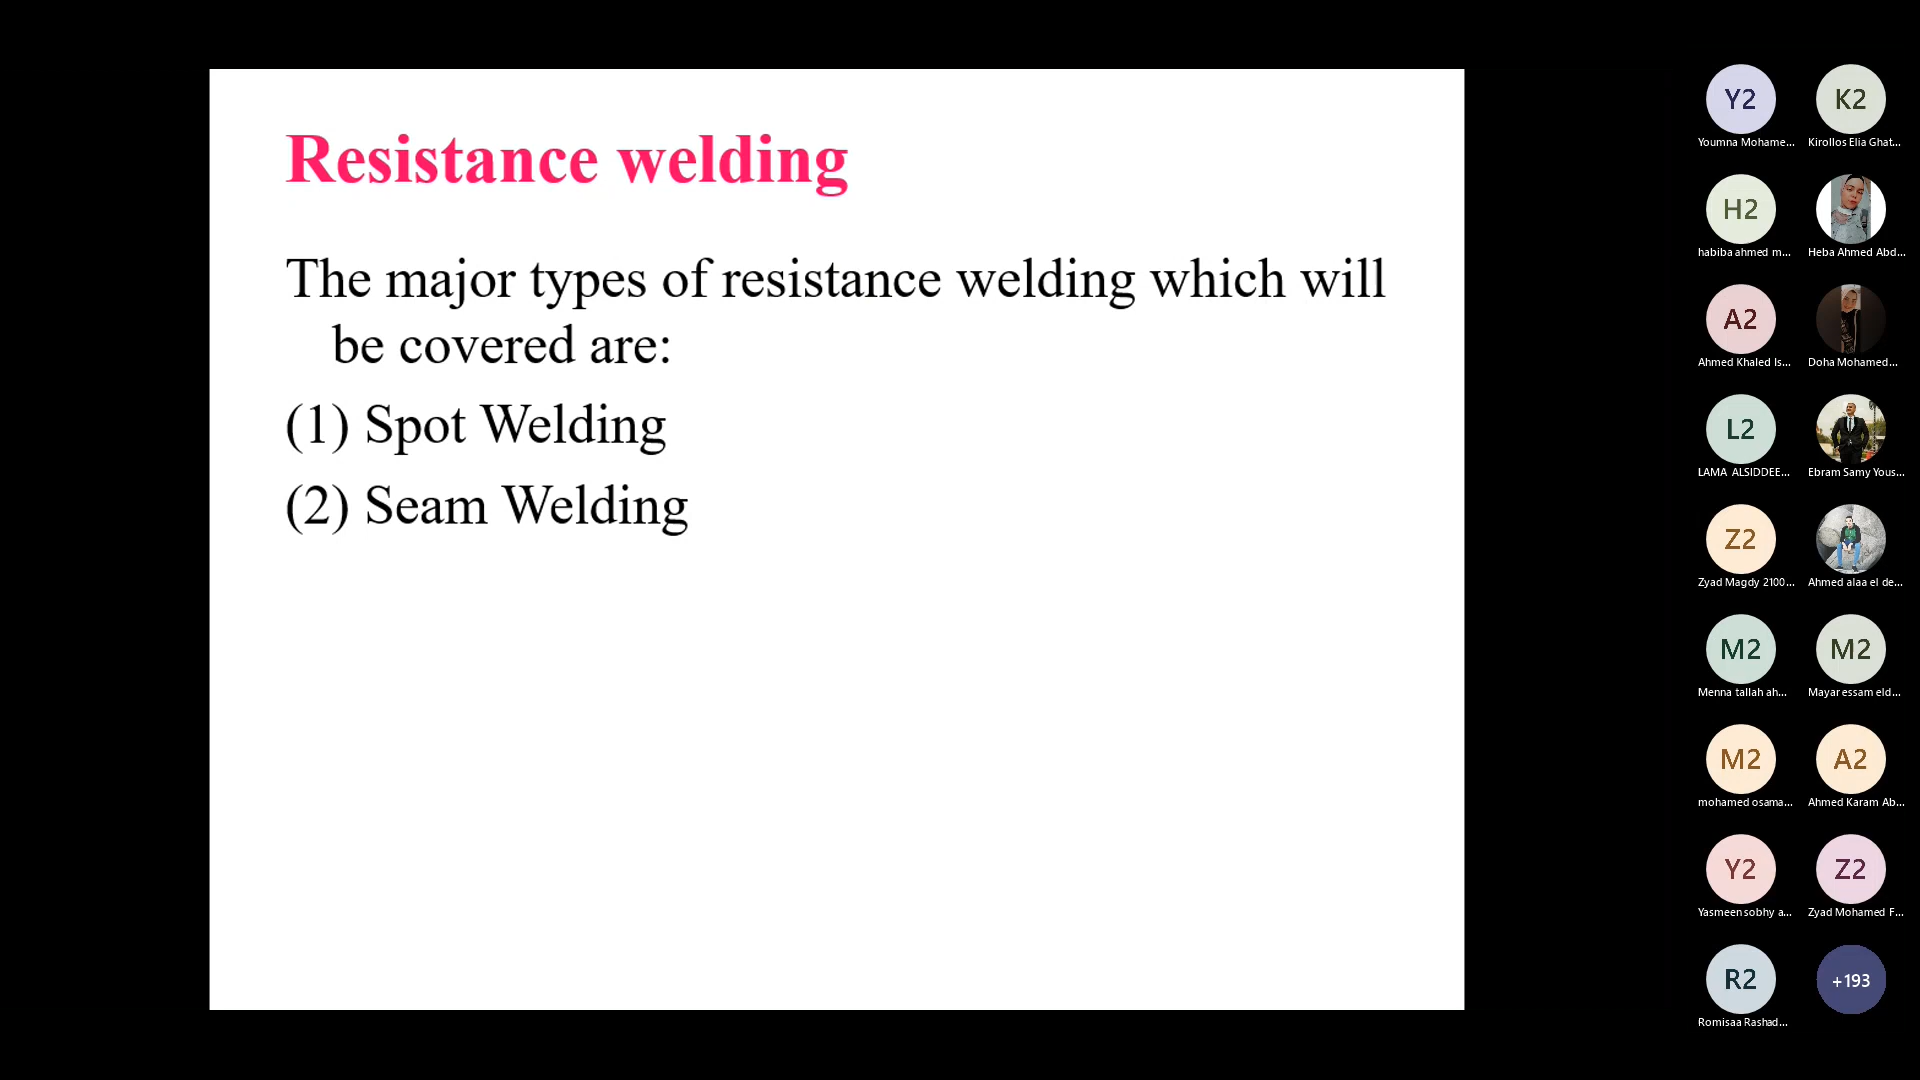 Resistance welding
The major types of resistance welding which will
be covered are:
(1) Spot Welding
(2) Seam Welding
Y2
K2
Youmna Mohame...
Kirollos Elia Ghat...
H2
habiba ahmed m...
Heba Ahmed Abd...
A2
Ahmed Khaled Is...
Doha Mohamed...
L2
LAMA ALSIDDEE...
Ebram Samy Yous...
Z2
Zyad Magdy 2100...
Ahmed alaa el de...
M2
M2
Menna tallah ah...
Mayar essam eld...
M2
A2
mohamed osama...
Ahmed Karam Ab...
Y2
Z2
Yasmeen sobhy a...
Zyad Mohamed F...
R2
+193
Romisaa Rashad...